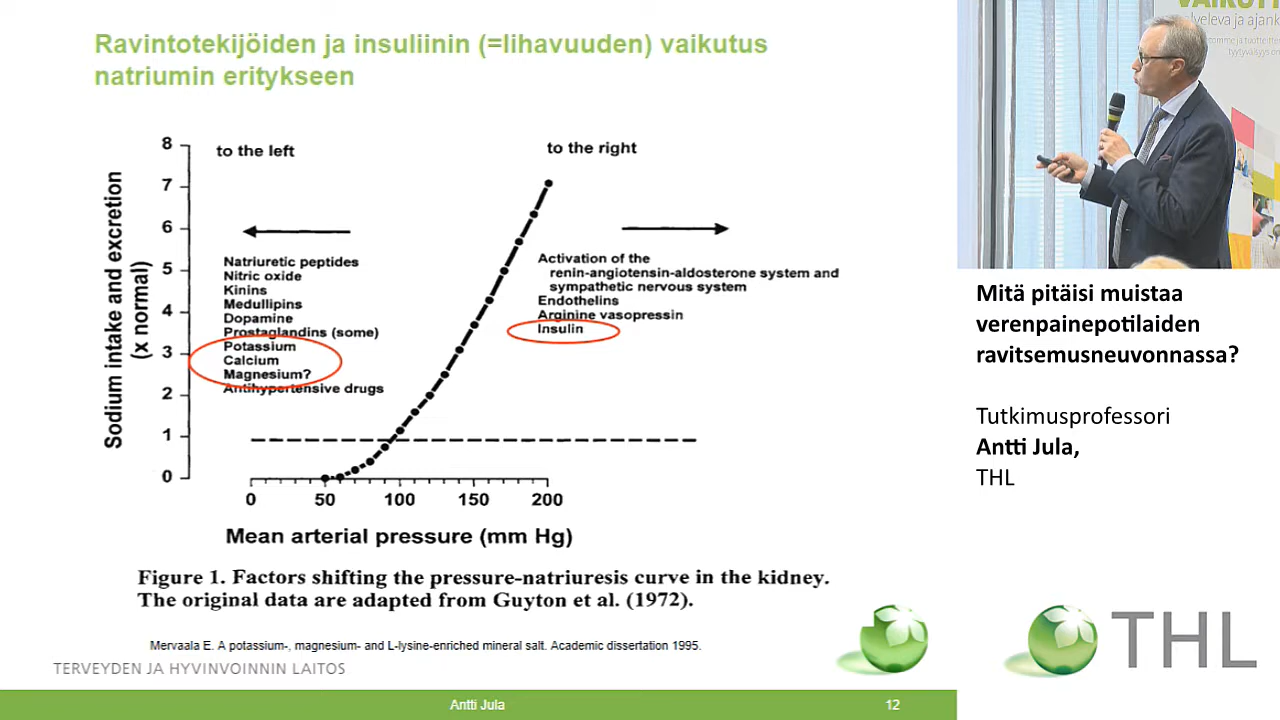 Ravintotekijöiden ja insuliinin (=lihavuuden) vaikutus
natriumin eritykseen
to the left
to the right
8
7
6
5
4
3
2
1
0
Sodium intake and excretion
(x normal)
Natriuretic peptides
Nitric oxide
Kinins
Medullipins
Dopamine
Prostaglandins (some)
Potassium
Calcium
Magnesium?
Antihypertensive drugs
Activation of the
renin-angiotensin-aldosterone system and
sympathetic nervous system
Endothelins
Arginine vasopressin
Insulin
0 50 100 150 200
Mean arterial pressure (mm Hg)
Figure 1. Factors shifting the pressure-natriuresis curve in the kidney.
The original data are adapted from Guyton et al. (1972).
Mervaala E. A potassium-, magnesium- and L-lysine-enriched mineral salt. Academic dissertation 1995.
TERVEYDEN JA HYVINVOINNIN LAITOS
Antti Jula
12
Mitä pitäisi muistaa
verenpainepotilaiden
ravitsemusneuvonnassa?
Tutkimusprofessori
Antti Jula,
THL
THL